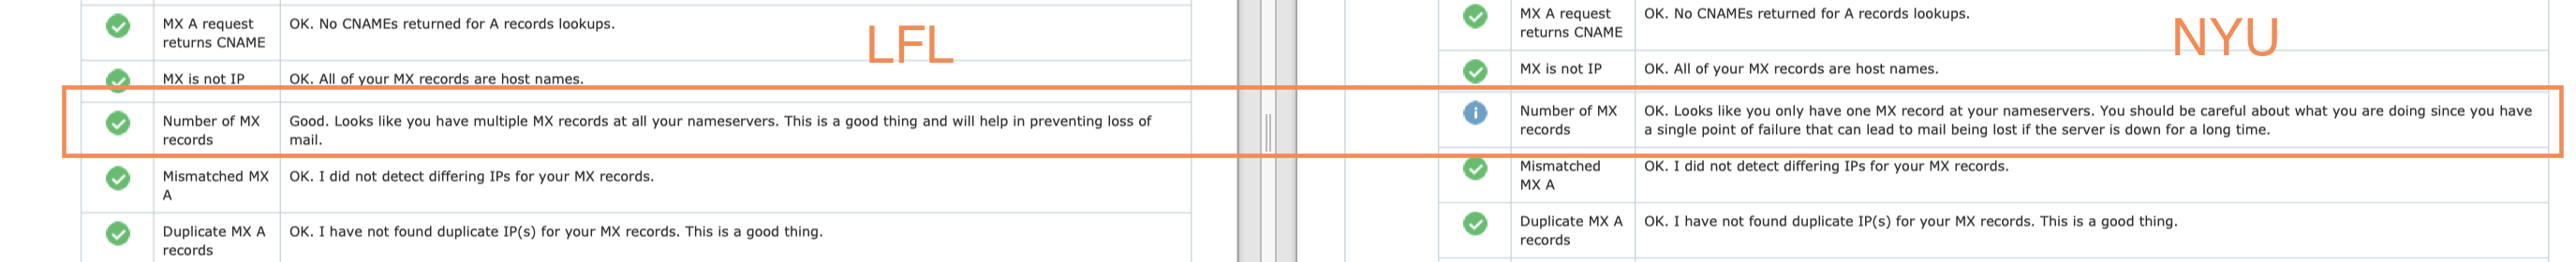 MX A request
returns CNAME
OK. No CNAMEs returned for A records lookups.
LFL
MX is not IP
OK. All of your MX records are host names.
Number of MX
records
Good. Looks like you have multiple MX records at all your nameservers. This is a good thing and will help in preventing loss of
mail.
Mismatched MX
A
OK. I did not detect differing IPs for your MX records.
Duplicate MX A
records
OK. I have not found duplicate IP(s) for your MX records. This is a good thing.
MX A request
returns CNAME
OK. No CNAMEs returned for A records lookups.
NYU
MX is not IP
OK. All of your MX records are host names.
Number of MX
records
OK. Looks like you only have one MX record at your nameservers. You should be careful about what you are doing since you have
a single point of failure that can lead to mail being lost if the server is down for a long time.
Mismatched
MX A
OK. I did not detect differing IPs for your MX records.
Duplicate MX A
records
OK. I have not found duplicate IP(s) for your MX records. This is a good thing.